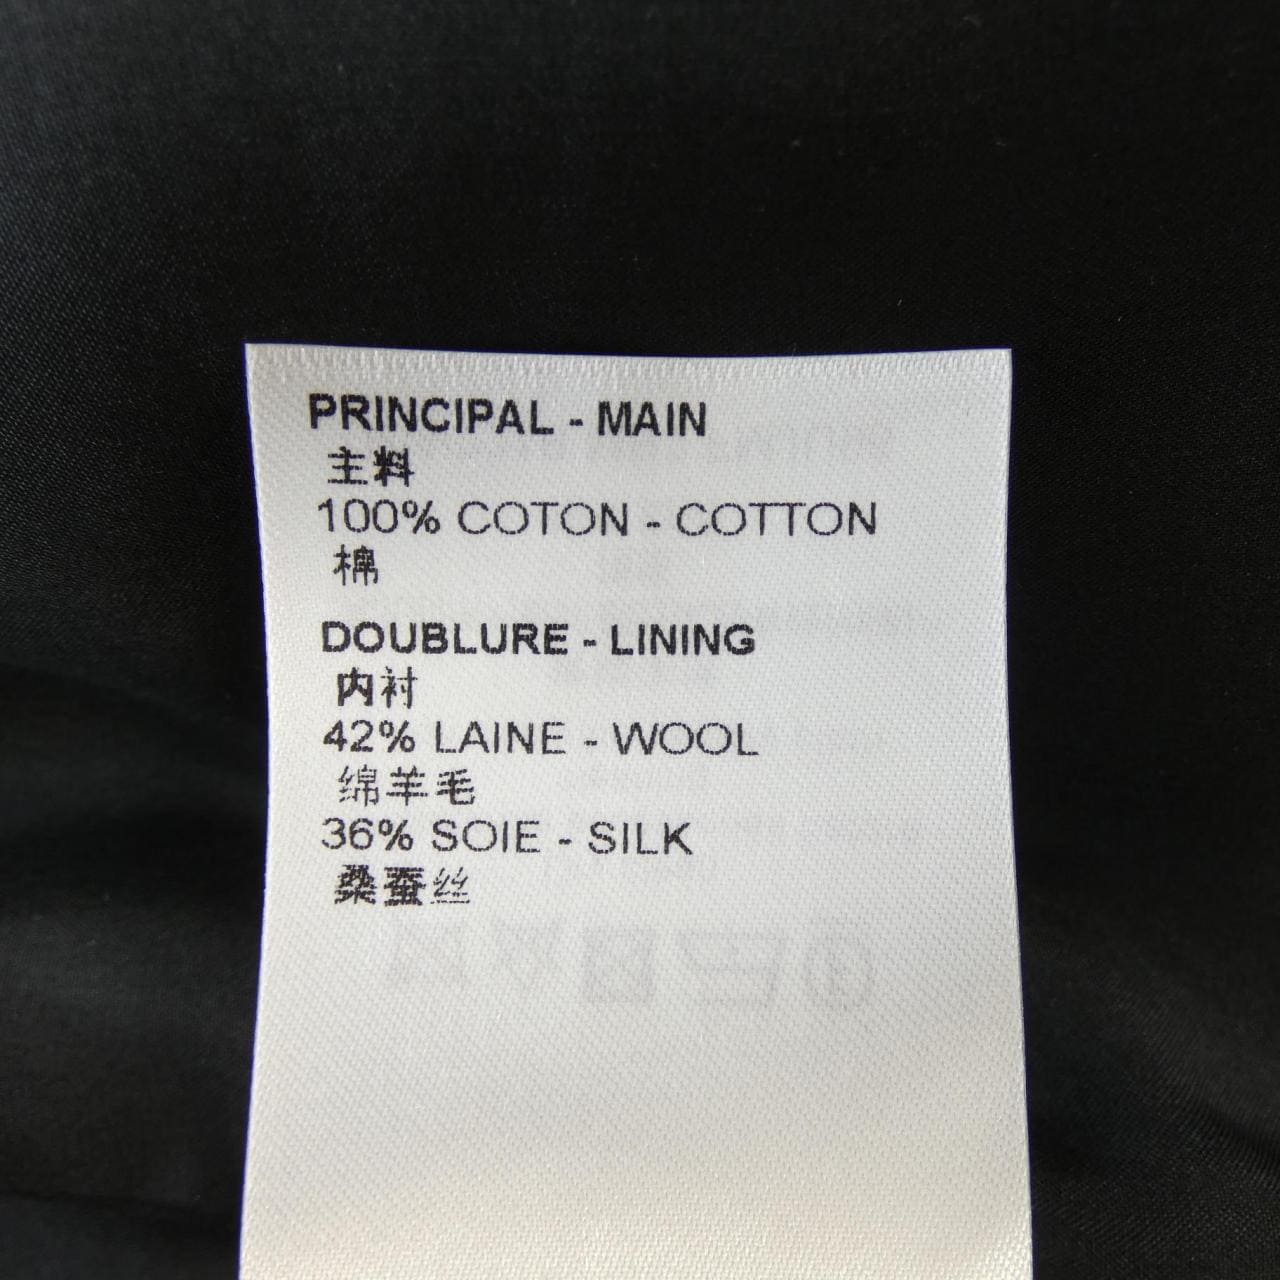 PRINCIPAL - MAIN
主料
100% COTON - COTTON
棉
DOUBLURE - LINING
内衬
42% LAINE - WOOL
绵羊毛
36% SOIE - SILK
桑蚕丝